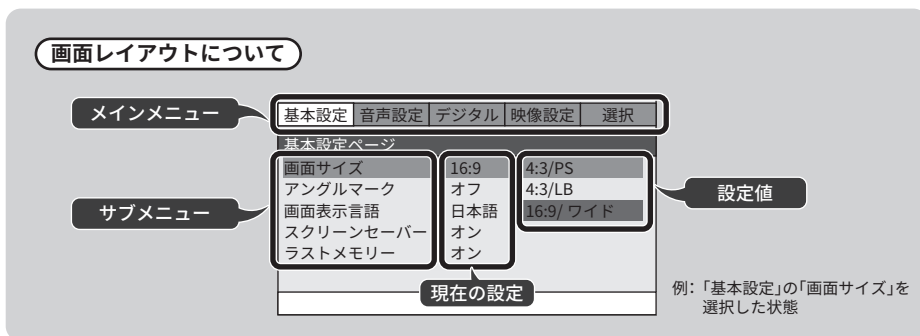 画面レイアウトについて
メインメニュー
基本設定 音声設定 デジタル 映像設定 選択
基本設定ページ
画面サイズ 16:9 4:3/PS
アングルマーク オフ 4:3/LB
画面表示言語 日本語 16:9/ ワイド
スクリーンセーバー オン
ラストメモリー オン
サブメニュー
設定値
現在の設定
例：「基本設定」の「画面サイズ」を
選択した状態